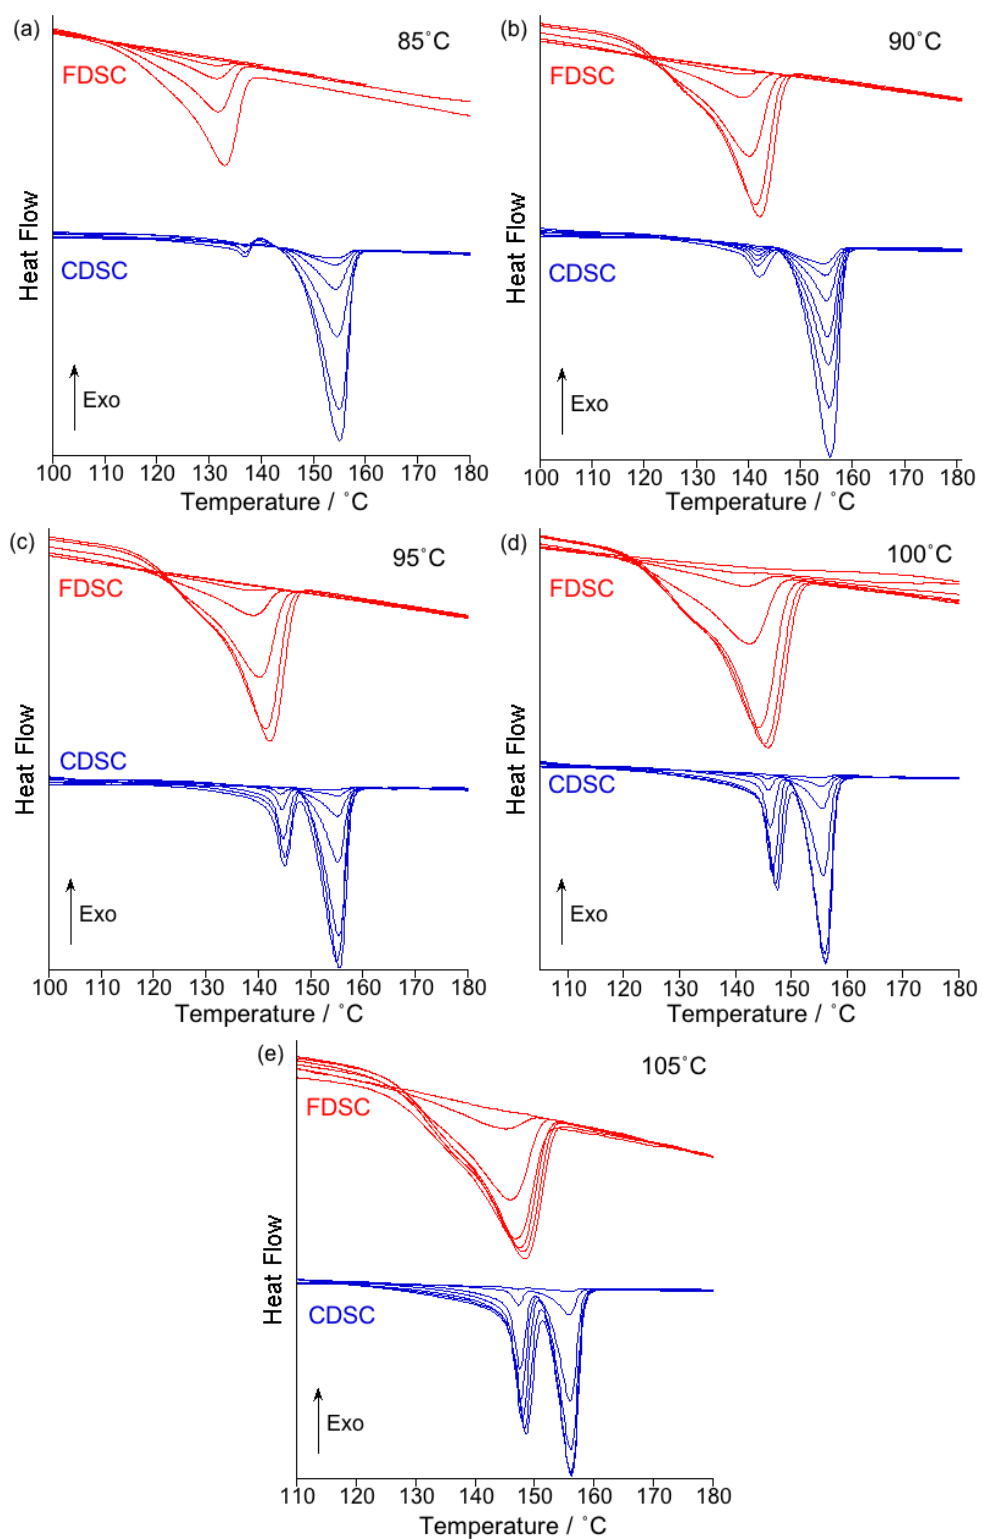 (a)
85˚C
FDSC
CDSC
Heat Flow
Exo
100 110 120 130 140 150 160 170 180
Temperature / ˚C
(b)
90˚C
FDSC
CDSC
Heat Flow
Exo
100 110 120 130 140 150 160 170 180
Temperature / ˚C
(c)
95˚C
FDSC
CDSC
Heat Flow
Exo
100 110 120 130 140 150 160 170 180
Temperature / ˚C
(d)
100˚C
FDSC
CDSC
Heat Flow
Exo
110 120 130 140 150 160 170 180
Temperature / ˚C
(e)
105˚C
FDSC
CDSC
Heat Flow
Exo
110 120 130 140 150 160 170 180
Temperature / ˚C